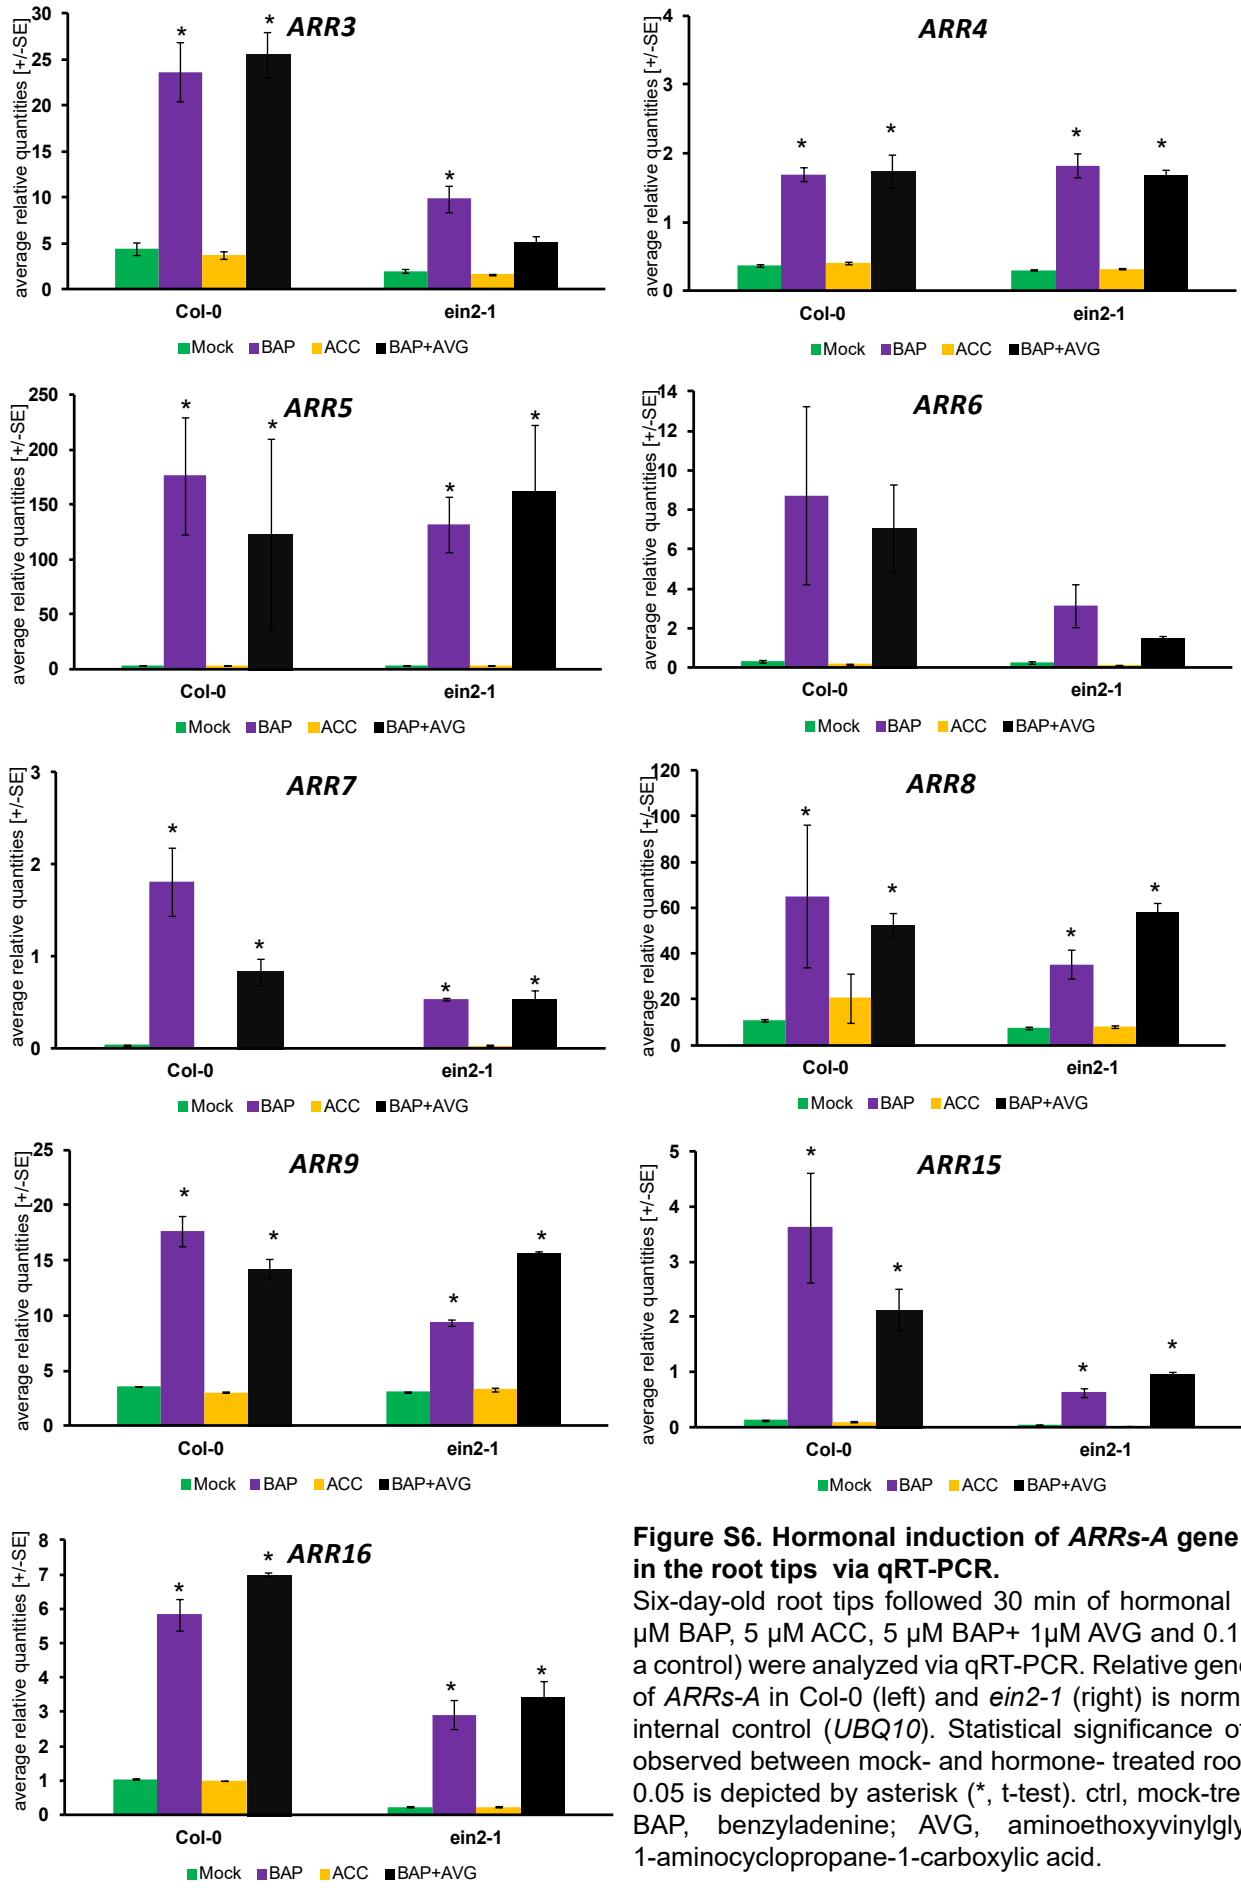 ARR3
average relative quantities [+/-SE]
30
25
20
15
10
5
0
* * *
Col-0 ein2-1
Mock BAP ACC BAP+AVG
ARR4
average relative quantities [+/-SE]
4
3
2
1
0
* * * *
Col-0 ein2-1
Mock BAP ACC BAP+AVG
ARR5
average relative quantities [+/-SE]
250
200
150
100
50
0
* * * *
Col-0 ein2-1
Mock BAP ACC BAP+AVG
ARR6
average relative quantities [+/-SE]
14
12
10
8
6
4
2
0
Col-0 ein2-1
Mock BAP ACC BAP+AVG
ARR7
average relative quantities [+/-SE]
3
2
1
0
* * * *
Col-0 ein2-1
Mock BAP ACC BAP+AVG
ARR8
average relative quantities [+/-SE]
120
100
80
60
40
20
0
* * * *
Col-0 ein2-1
Mock BAP ACC BAP+AVG
ARR9
average relative quantities [+/-SE]
25
20
15
10
5
0
* * * *
Col-0 ein2-1
Mock BAP ACC BAP+AVG
ARR15
average relative quantities [+/-SE]
5
4
3
2
1
0
* * * *
Col-0 ein2-1
Mock BAP ACC BAP+AVG
ARR16
average relative quantities [+/-SE]
8
7
6
5
4
3
2
1
0
* * * *
Col-0 ein2-1
Mock BAP ACC BAP+AVG
Figure S6. Hormonal induction of ARRs-A gene
in the root tips via qRT-PCR.
Six-day-old root tips followed 30 min of hormonal
µM BAP, 5 µM ACC, 5 µM BAP+ 1µM AVG and 0.1
a control) were analyzed via qRT-PCR. Relative gene
of ARRs-A in Col-0 (left) and ein2-1 (right) is norm
internal control (UBQ10). Statistical significance of
observed between mock- and hormone- treated roo
0.05 is depicted by asterisk (*, t-test). ctrl, mock-tre
BAP, benzyladenine; AVG, aminoethoxyvinylgly
1-aminocyclopropane-1-carboxylic acid.